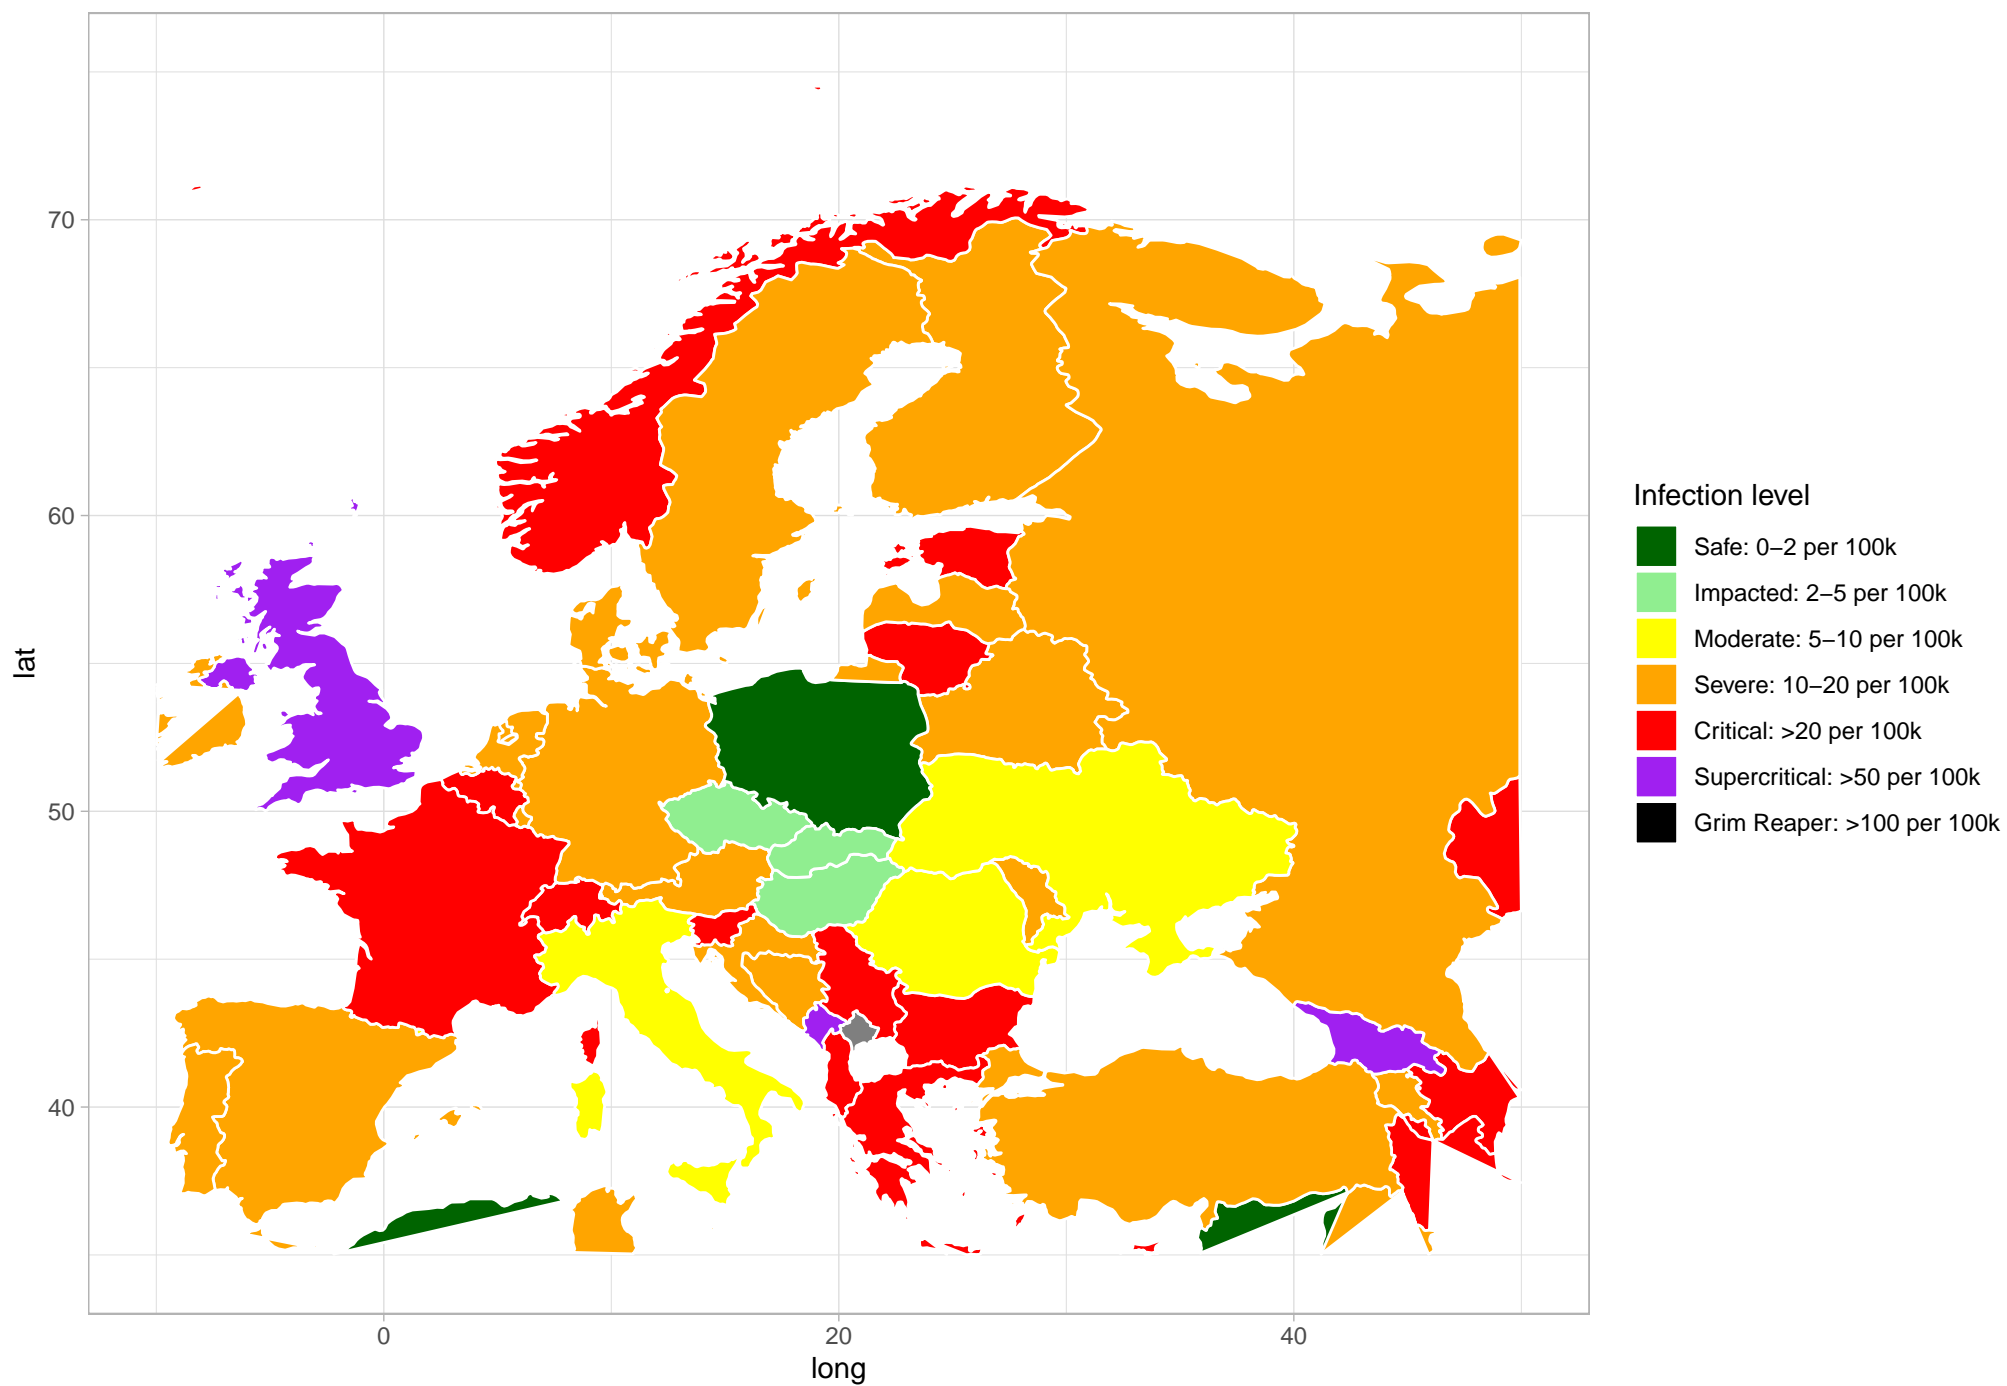 70
60
50
40
lat
0
20
40
long
Infection level
Safe: 0–2 per 100k
Impacted: 2–5 per 100k
Moderate: 5–10 per 100k
Severe: 10–20 per 100k
Critical: >20 per 100k
Supercritical: >50 per 100k
Grim Reaper: >100 per 100k